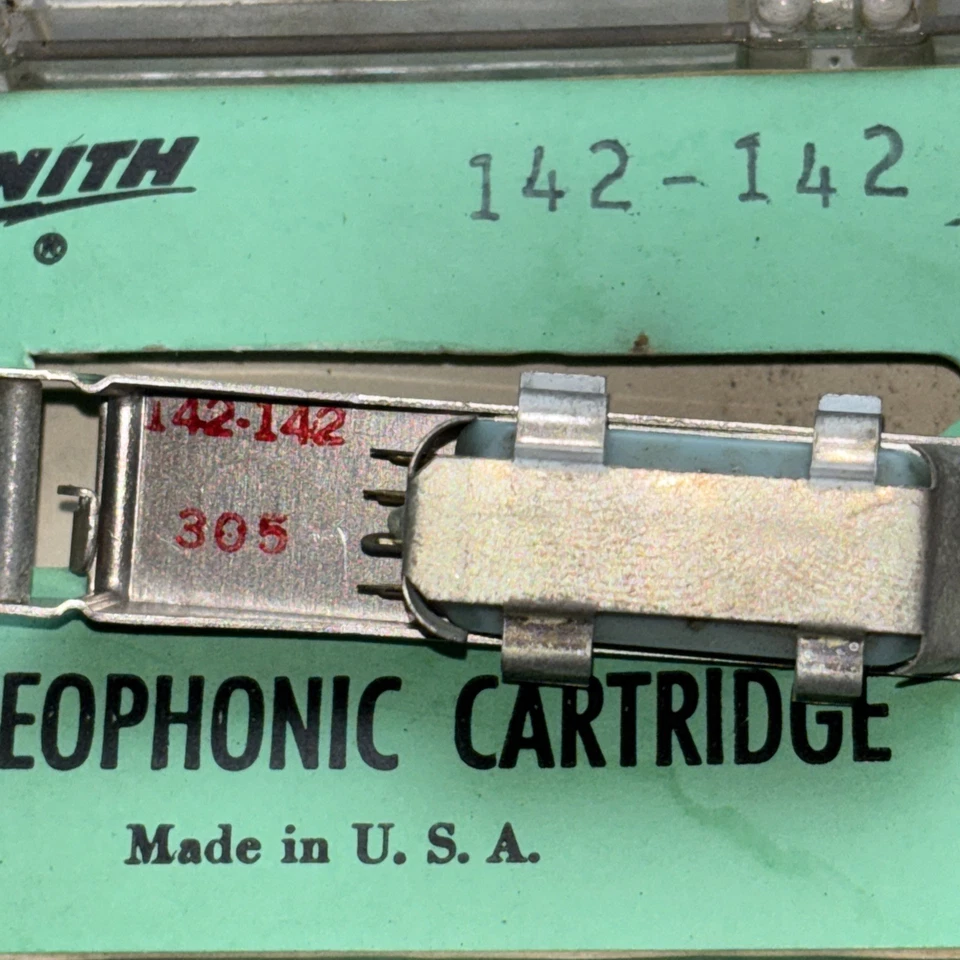 NITH
®
142-142
142-142
305
EOPHONIC CARTRIDGE
Made in U. S. A.